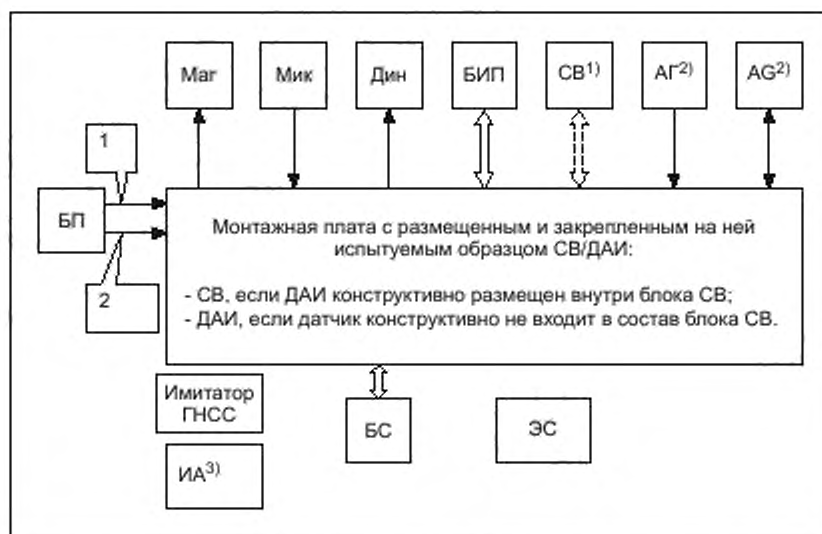 Маг Мик Дин БИП СВ1) АГ2) AG2)
1
БП
2
Монтажная плата с размещенным и закрепленным на ней
испытуемым образцом СВ/ДАИ:
- СВ, если ДАИ конструктивно размещен внутри блока СВ;
- ДАИ, если датчик конструктивно не входит в состав блока СВ.
Имитатор
ГНСС
БС
ЭС
ИА3)